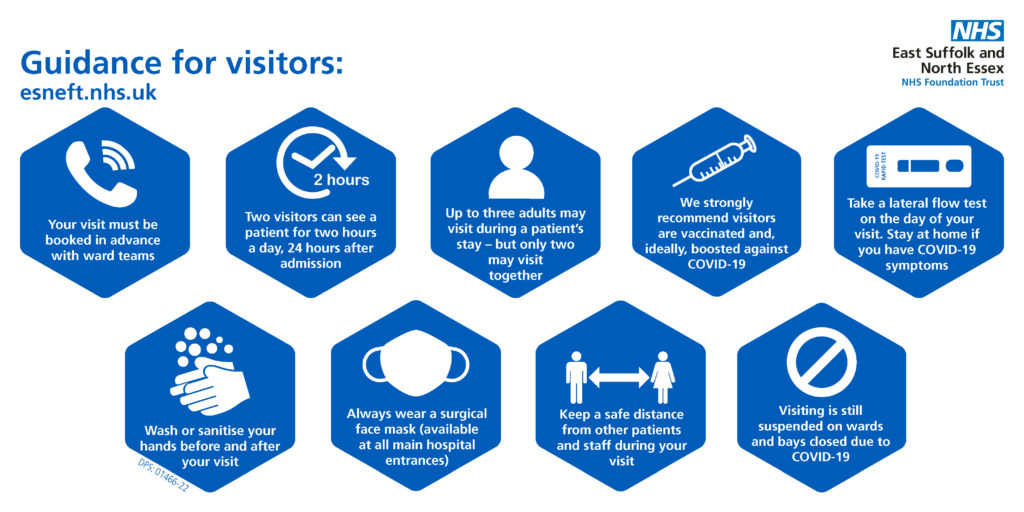 Guidance for visitors:
esneft.nhs.uk
NHS
East Suffolk and
North Essex
NHS Foundation Trust
Your visit must be
booked in advance
with ward teams
2 hours
Two visitors can see a
patient for two hours
a day, 24 hours after
admission
Up to three adults may
visit during a patient's
stay – but only two
may visit
together
We strongly
recommend visitors
are vaccinated and,
ideally, boosted against
COVID-19
COVID-19
RAPID TEST
Take a lateral flow test
on the day of your
visit. Stay at home if
you have COVID-19
symptoms
Wash or sanitise your
hands before and after
your visit
DPS: 01466-22
Always wear a surgical
face mask (available
at all main hospital
entrances)
Keep a safe distance
from other patients
and staff during your
visit
Visiting is still
suspended on wards
and bays closed due to
COVID-19